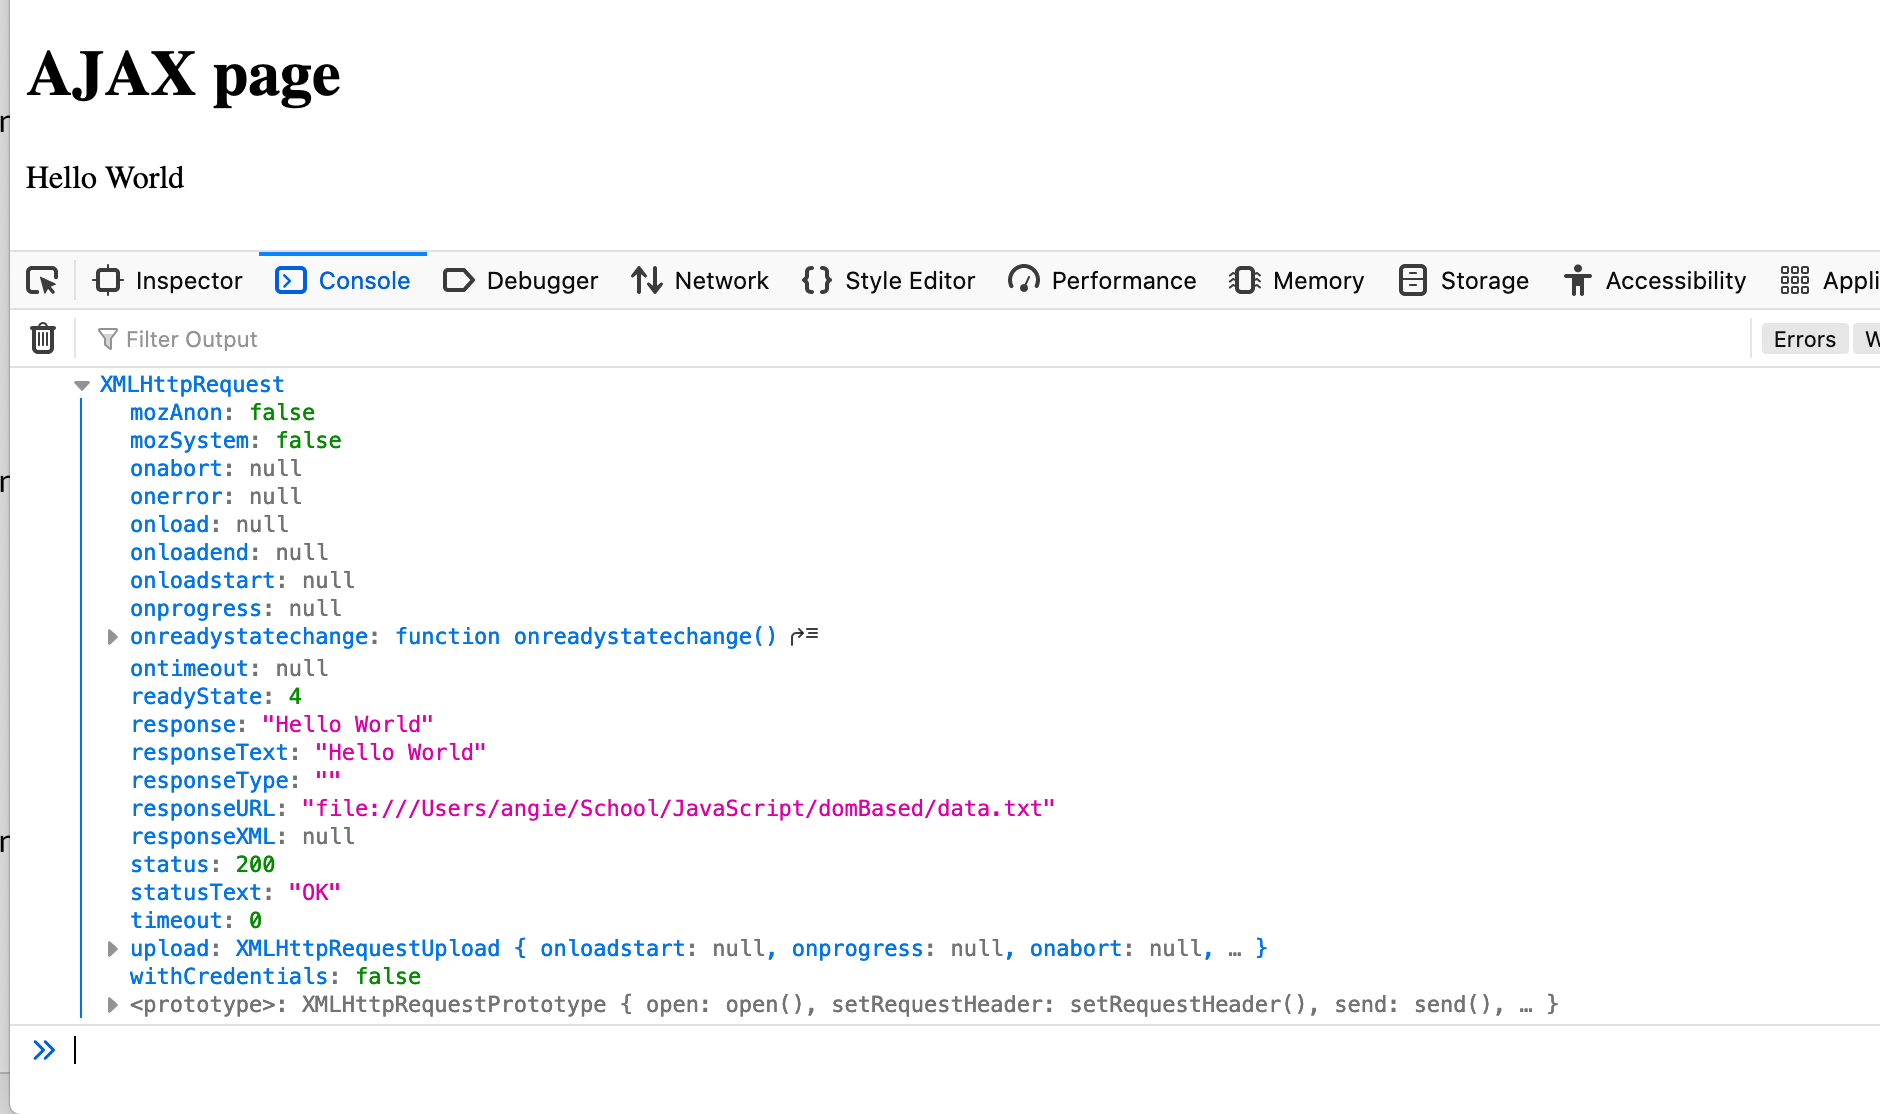 AJAX page
Hello World
Inspector Console Debugger Network Style Editor Performance Memory Storage Accessibility Appli
Filter Output Errors W
XMLHttpRequest
mozAnon: false
mozSystem: false
onabort: null
onerror: null
onload: null
onloadend: null
onloadstart: null
onprogress: null
onreadystatechange: function onreadystatechange()
ontimeout: null
readyState: 4
response: "Hello World"
responseText: "Hello World"
responseType: ""
responseURL: "file:///Users/angie/School/JavaScript/domBased/data.txt"
responseXML: null
status: 200
statusText: "OK"
timeout: 0
upload: XMLHttpRequestUpload { onloadstart: null, onprogress: null, onabort: null, … }
withCredentials: false
<prototype>: XMLHttpRequestPrototype { open: open(), setRequestHeader: setRequestHeader(), send: send(), … }